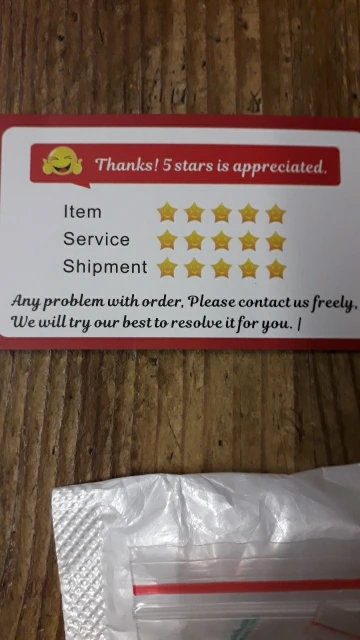 Thanks! 5 stars is appreciated.
Item
Service
Shipment
Any problem with order, Please contact us freely.
We will try our best to resolve it for you. |